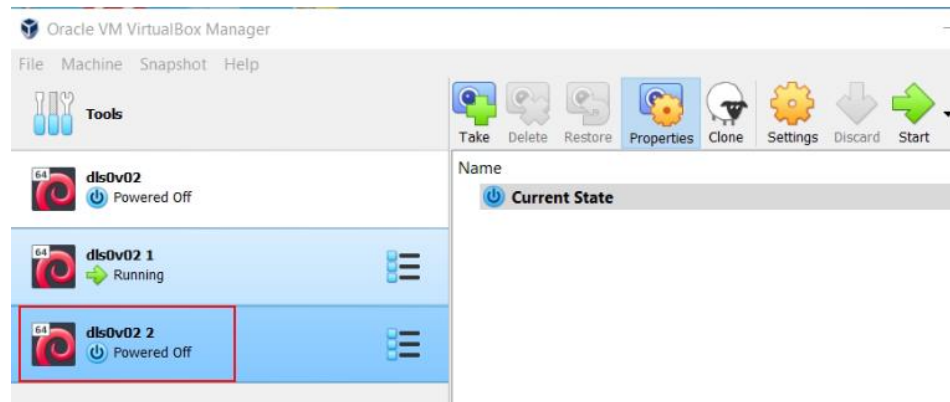 Oracle VM VirtualBox Manager
File Machine Snapshot Help
Tools
Take Delete Restore Properties Clone Settings Discard Start
64
dls0v02
Powered Off
64
dls0v02 1
Running
64
dls0v02 2
Powered Off
Name
Current State